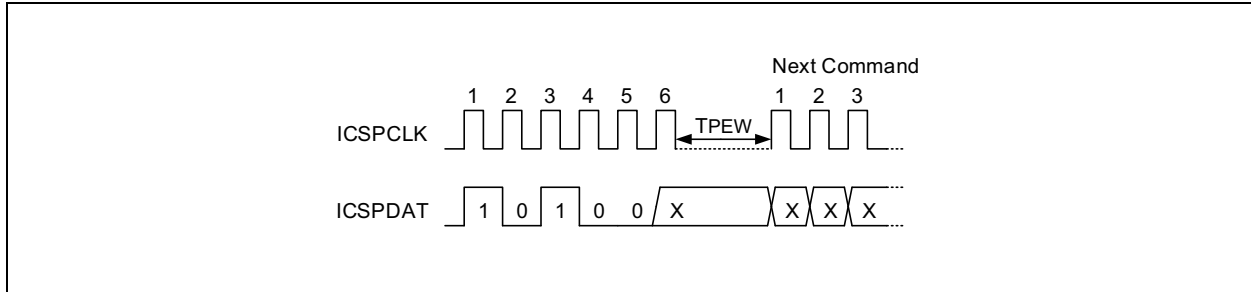 Next Command
1 2 3 4 5 6 1 2 3
ICSPCLK TPEW
ICSPDAT 1 0 1 0 0 X X X X